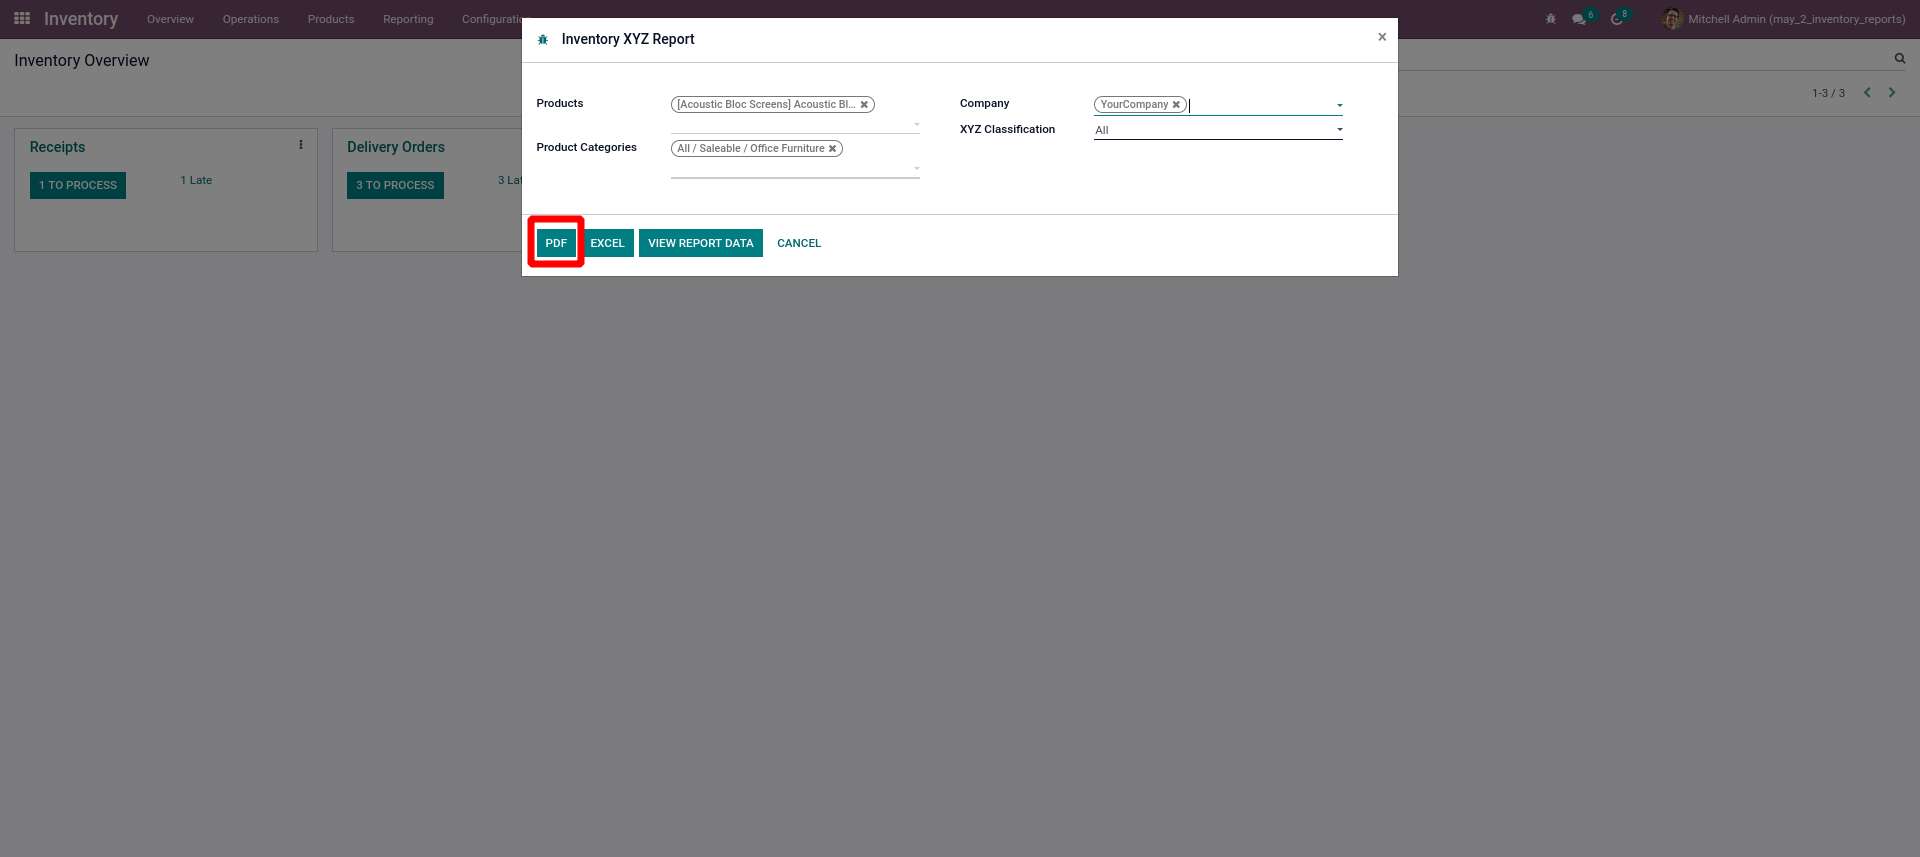 Inventory Overview Operations Products Reporting Configuratio
6 8 Mitchell Admin (may_2_inventory_reports)
Inventory Overview
1-3 / 3
Receipts
1 TO PROCESS 1 Late
Delivery Orders
3 TO PROCESS 3 Lat
Inventory XYZ Report ×
Products [Acoustic Bloc Screens] Acoustic Bl...
Product Categories All / Saleable / Office Furniture
Company YourCompany
XYZ Classification All
PDF EXCEL VIEW REPORT DATA CANCEL